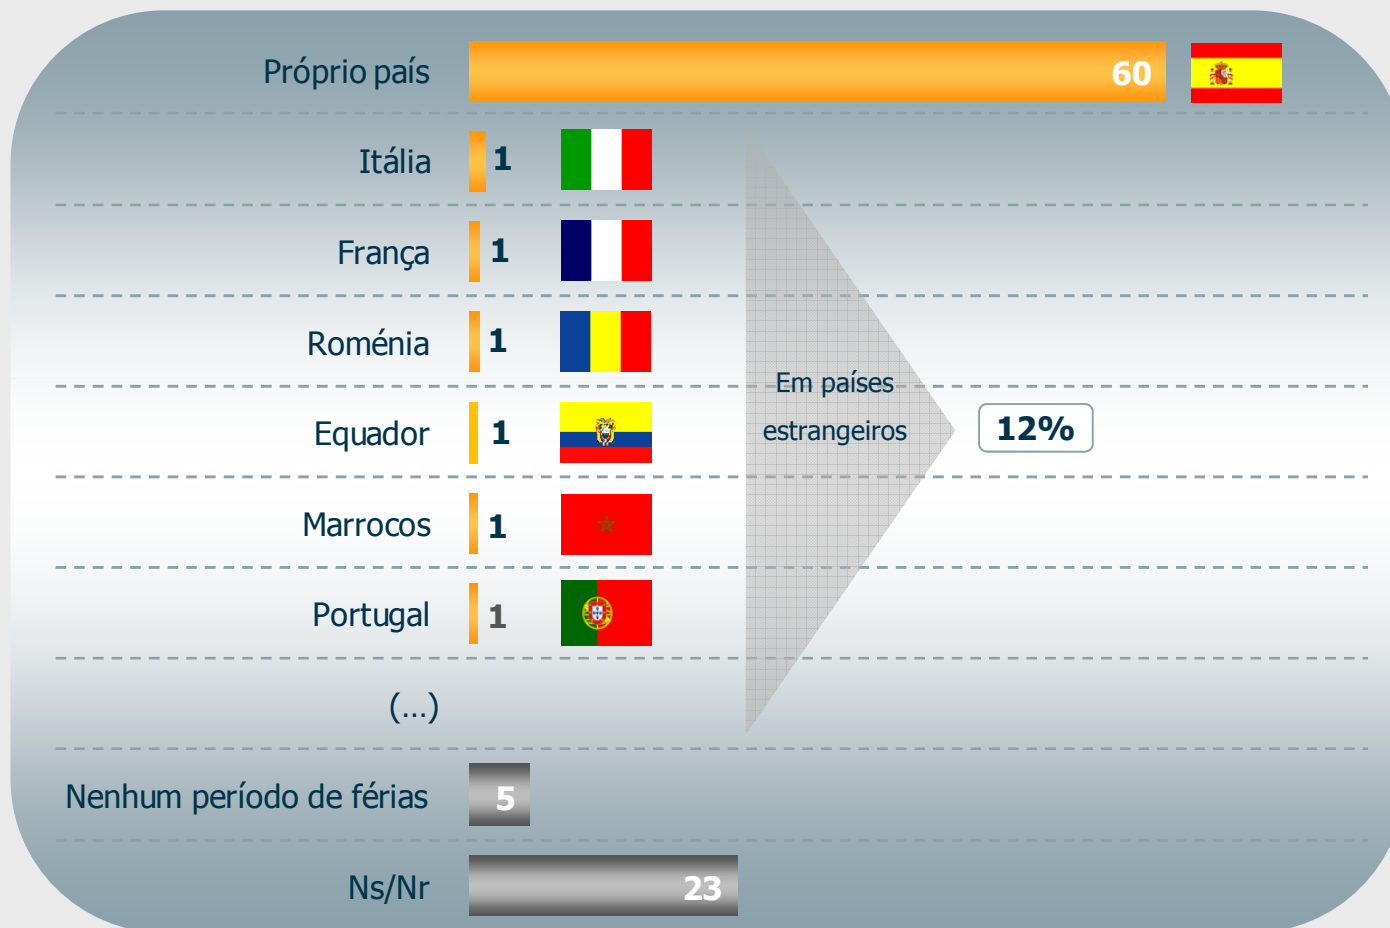 Próprio país 60
Itália 1
França 1
Roménia 1
Em países
estrangeiros
12%
Equador 1
Marrocos 1
Portugal 1
(...)
Nenhum período de férias 5
Ns/Nr 23